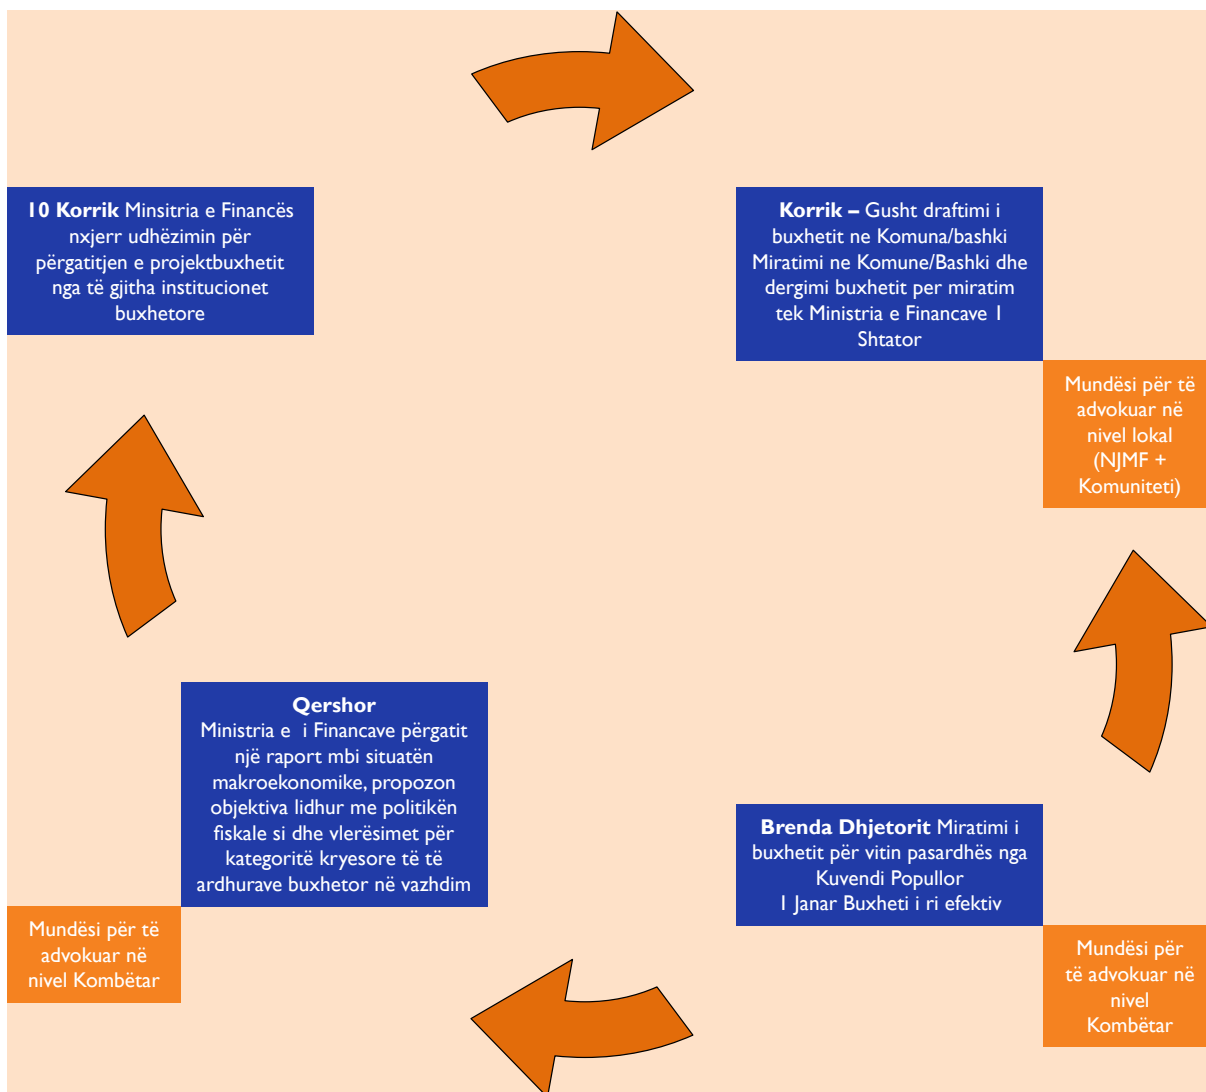 10 Korrik Minsitria e Financës
nxjerr udhëzimin për
përgatitjen e projektbuxhetit
nga të gjitha institucionet
buxhetore
Korrik – Gusht draftimi i
buxhetit ne Komuna/bashki
Miratimi ne Komune/Bashki dhe
dergimi buxhetit per miratim
tek Ministria e Financave 1
Shtator
Mundësi për të
advokuar në
nivel lokal
(NJMF +
Komuniteti)
Qershor
Ministria e  i Financave përgatit
një raport mbi situatën
makroekonomike, propozon
objektiva lidhur me politikën
fiskale si dhe vlerësimet për
kategoritë kryesore të të
ardhurave buxhetor në vazhdim
Mundësi për të
advokuar në
nivel Kombëtar
Brenda Dhjetorit Miratimi i
buxhetit për vitin pasardhës nga
Kuvendi Popullor
1 Janar Buxheti i ri efektiv
Mundësi për
të advokuar në
nivel
Kombëtar